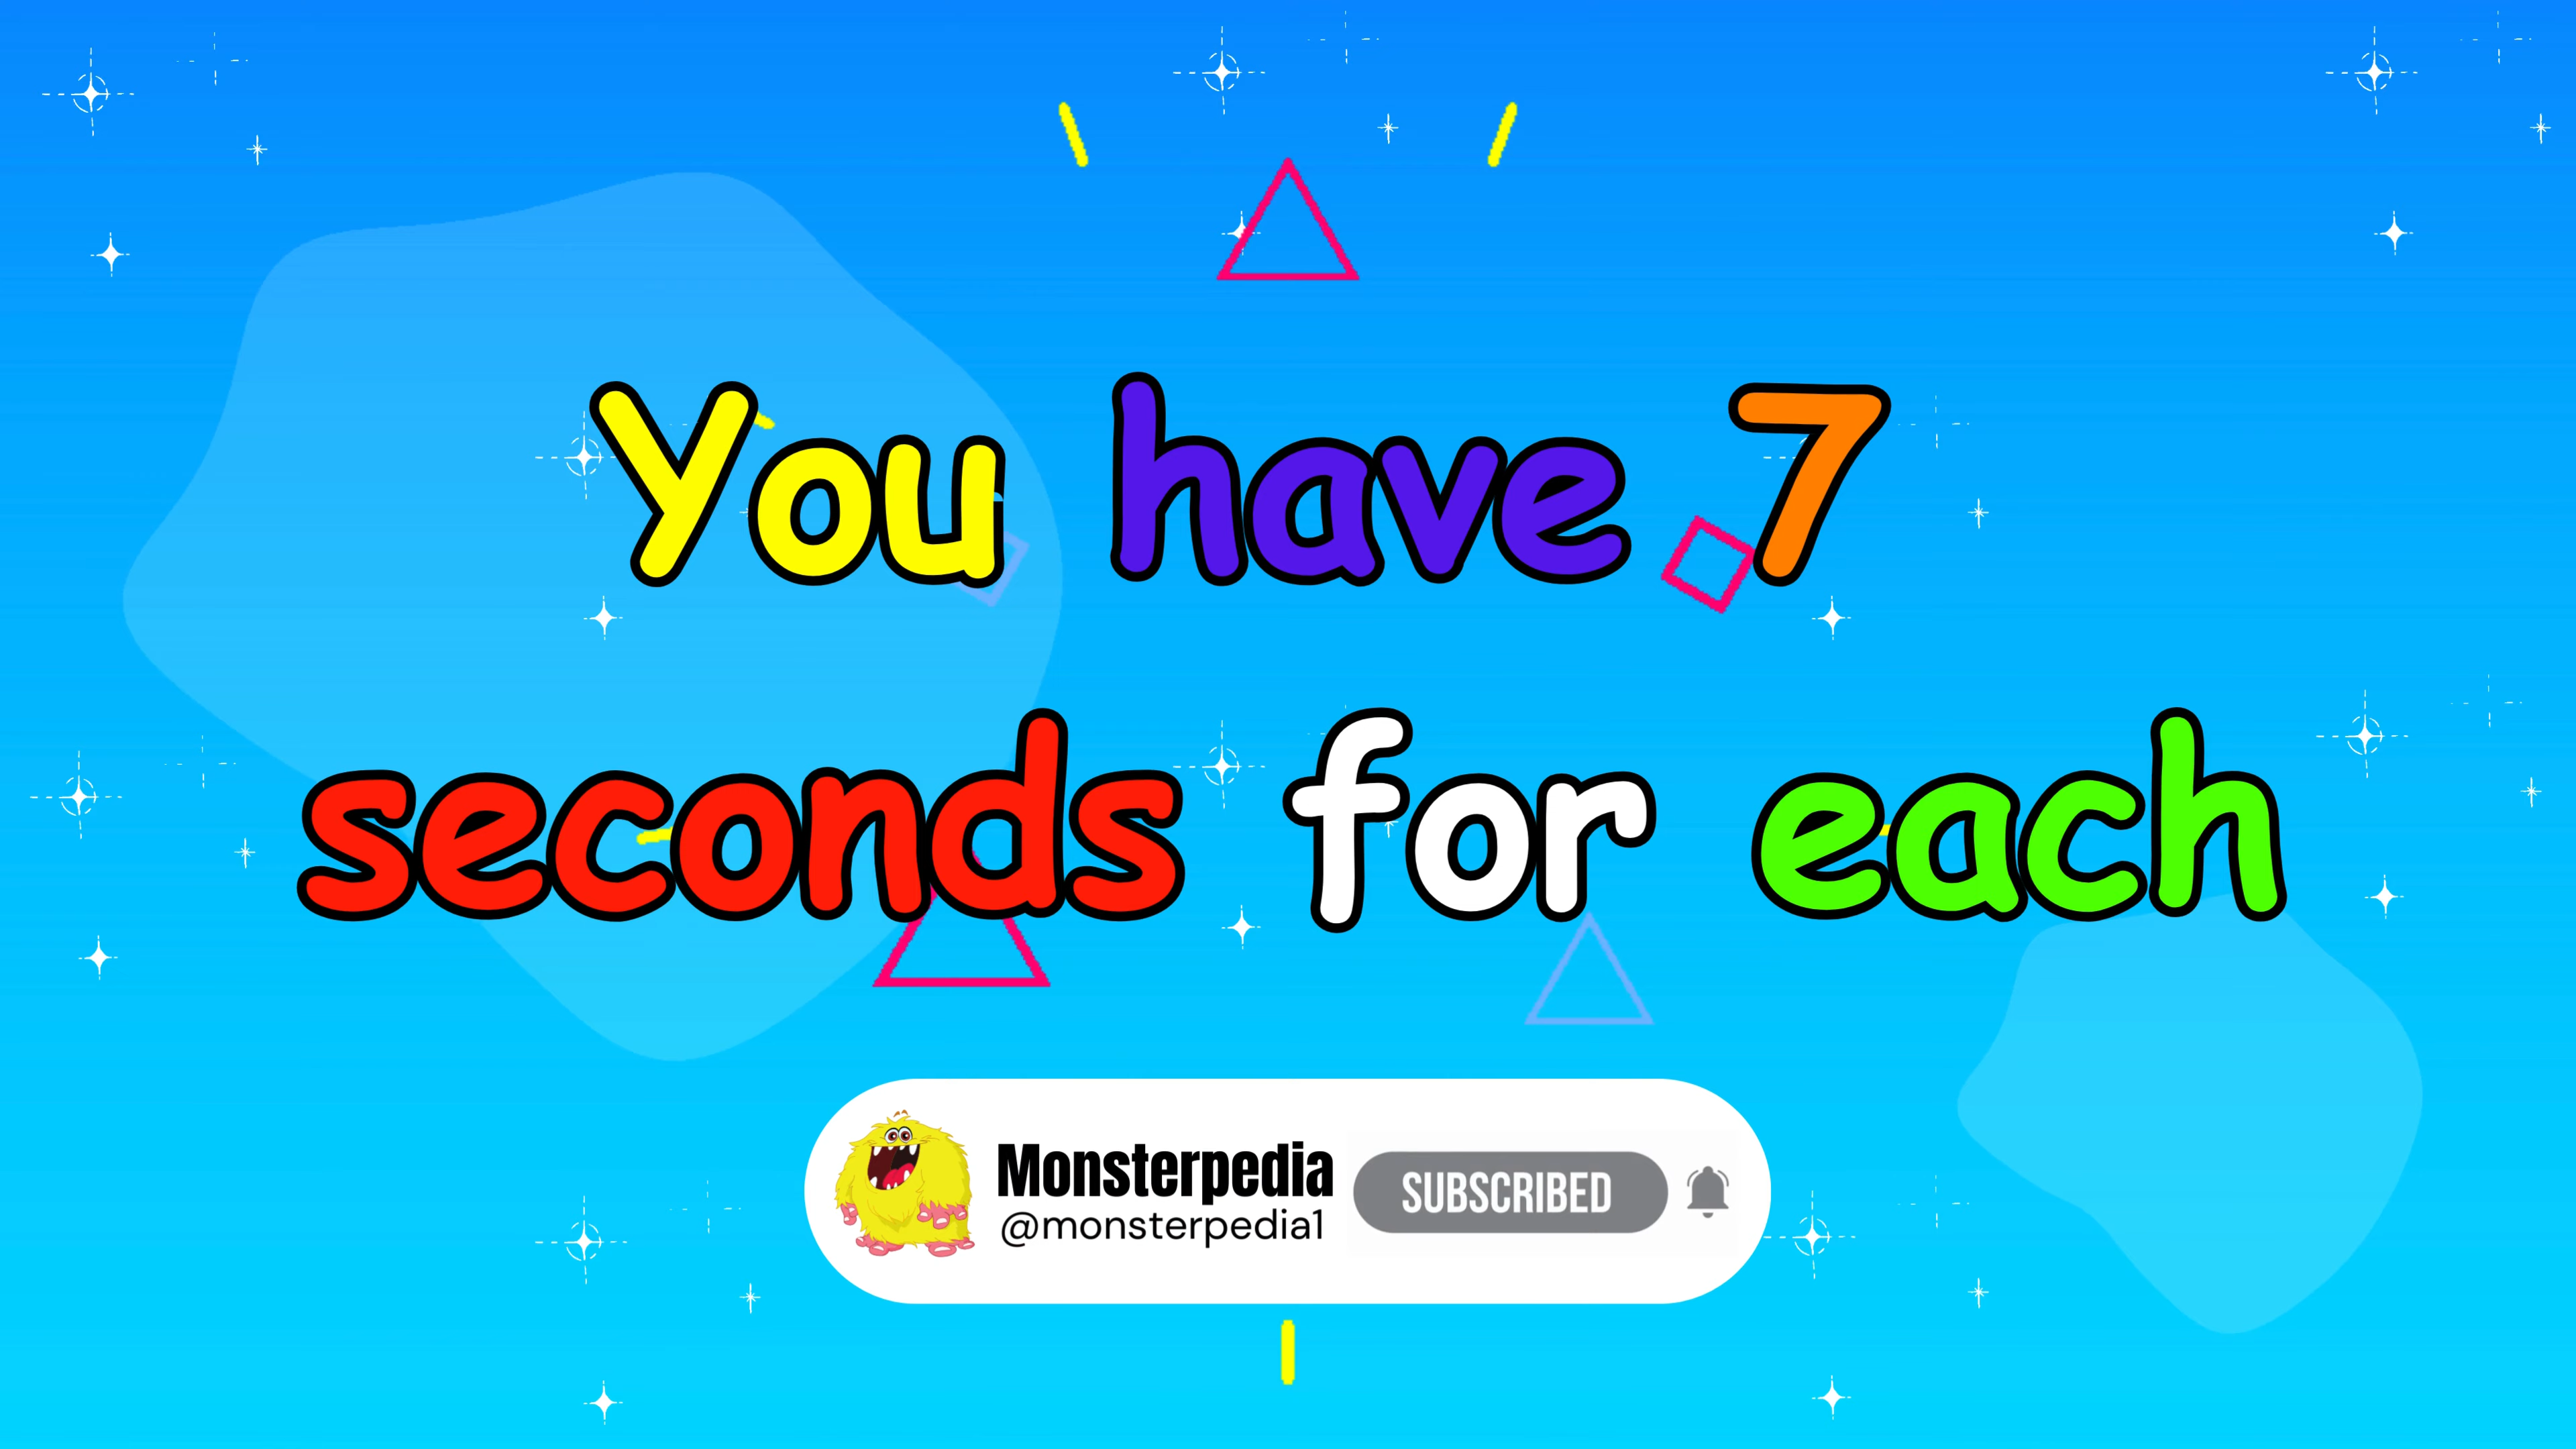 You have 7
seconds for each
Monsterpedia
@monsterpedia1
SUBSCRIBED